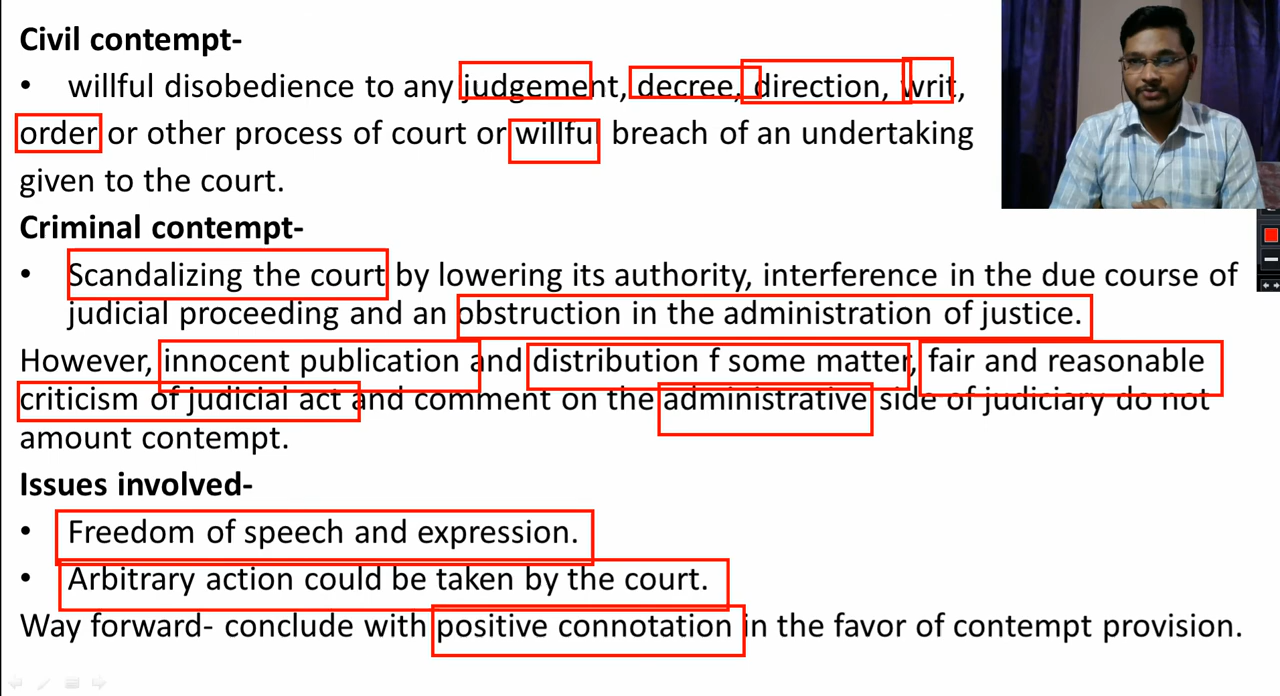 Civil contempt-
• willful disobedience to any judgement, decree, direction, writ,
order or other process of court or willful breach of an undertaking
given to the court.
Criminal contempt-
• Scandalizing the court by lowering its authority, interference in the due course of
judicial proceeding and an obstruction in the administration of justice.
However, innocent publication and distribution f some matter, fair and reasonable
criticism of judicial act and comment on the administrative side of judiciary do not
amount contempt.
Issues involved-
• Freedom of speech and expression.
• Arbitrary action could be taken by the court.
Way forward- conclude with positive connotation in the favor of contempt provision.